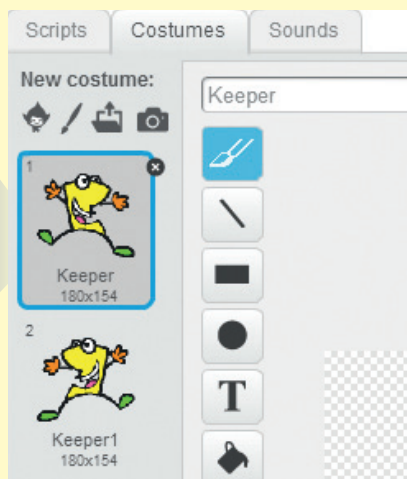 Scripts Costumes Sounds
New costume:
Keeper
1
Keeper
180x154
2
Keeper1
180x154
T